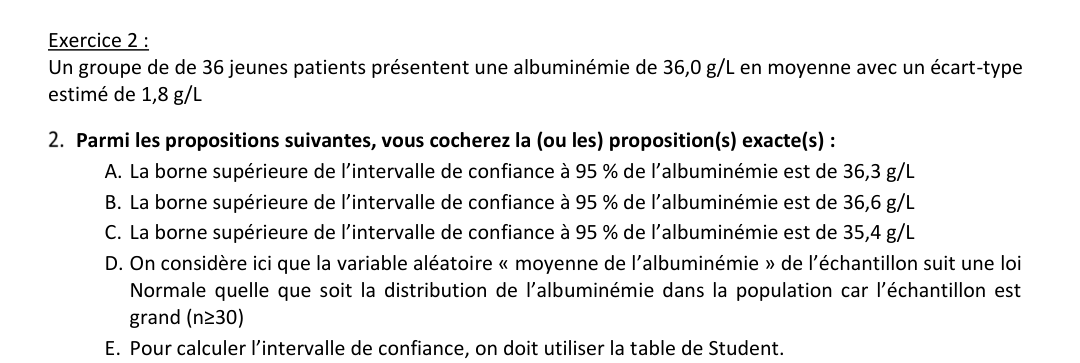 Exercice 2 :
Un groupe de de 36 jeunes patients présentent une albuminémie de 36,0 g/L en moyenne avec un écart-type
estimé de 1,8 g/L
2. Parmi les propositions suivantes, vous cocherez la (ou les) proposition(s) exacte(s) :
A. La borne supérieure de l’intervalle de confiance à 95 % de l’albuminémie est de 36,3 g/L
B. La borne supérieure de l’intervalle de confiance à 95 % de l’albuminémie est de 36,6 g/L
C. La borne supérieure de l’intervalle de confiance à 95 % de l’albuminémie est de 35,4 g/L
D. On considère ici que la variable aléatoire « moyenne de l’albuminémie » de l’échantillon suit une loi
Normale quelle que soit la distribution de l’albuminémie dans la population car l’échantillon est
grand (n≥30)
E. Pour calculer l’intervalle de confiance, on doit utiliser la table de Student.